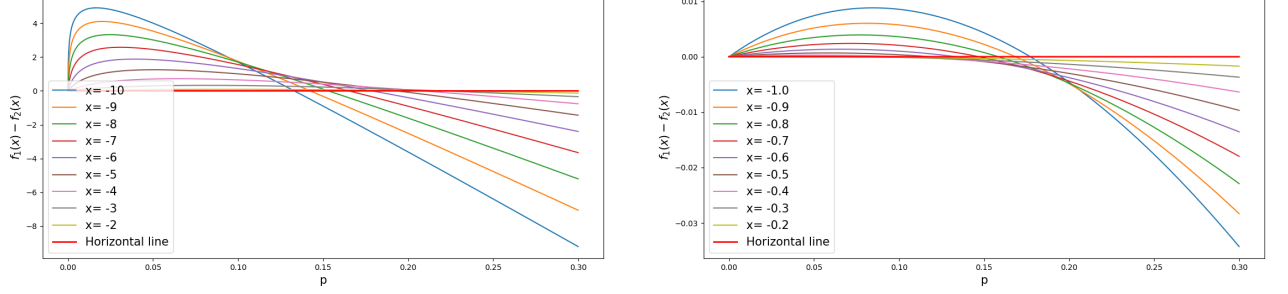 4
2
0
−2
−4
−6
−8
f₁(x) − f₂(x)
x= -10
x= -9
x= -8
x= -7
x= -6
x= -5
x= -4
x= -3
x= -2
Horizontal line
0.00 0.05 0.10 0.15 0.20 0.25 0.30
p
0.01
0.00
−0.01
−0.02
−0.03
f₁(x) − f₂(x)
x= -1.0
x= -0.9
x= -0.8
x= -0.7
x= -0.6
x= -0.5
x= -0.4
x= -0.3
x= -0.2
Horizontal line
0.00 0.05 0.10 0.15 0.20 0.25 0.30
p